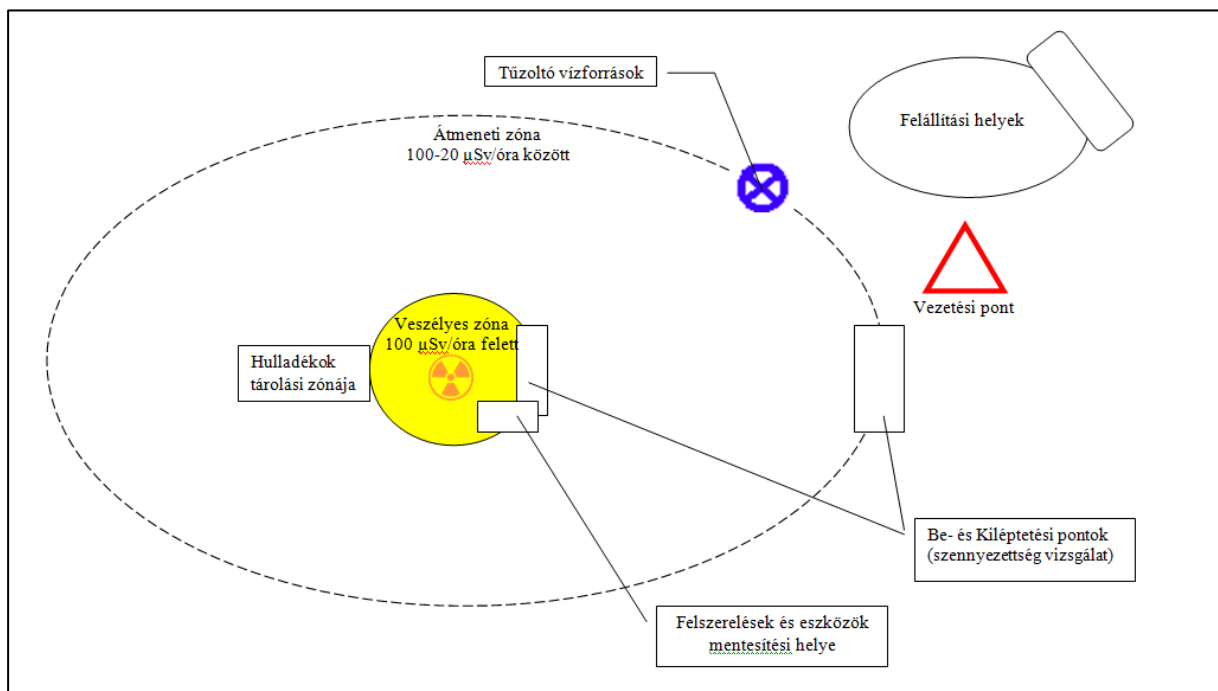 Tűzoltó vízforrások
Felállítási helyek
Átmeneti zóna
100-20 µSv/óra között
Vezetési pont
Veszélyes zóna
100 µSv/óra felett
Hulladékok
tárolási zónája
Be- és Kiléptetési pontok
(szennyezettség vizsgálat)
Felszerelések és eszközök
mentesítési helye